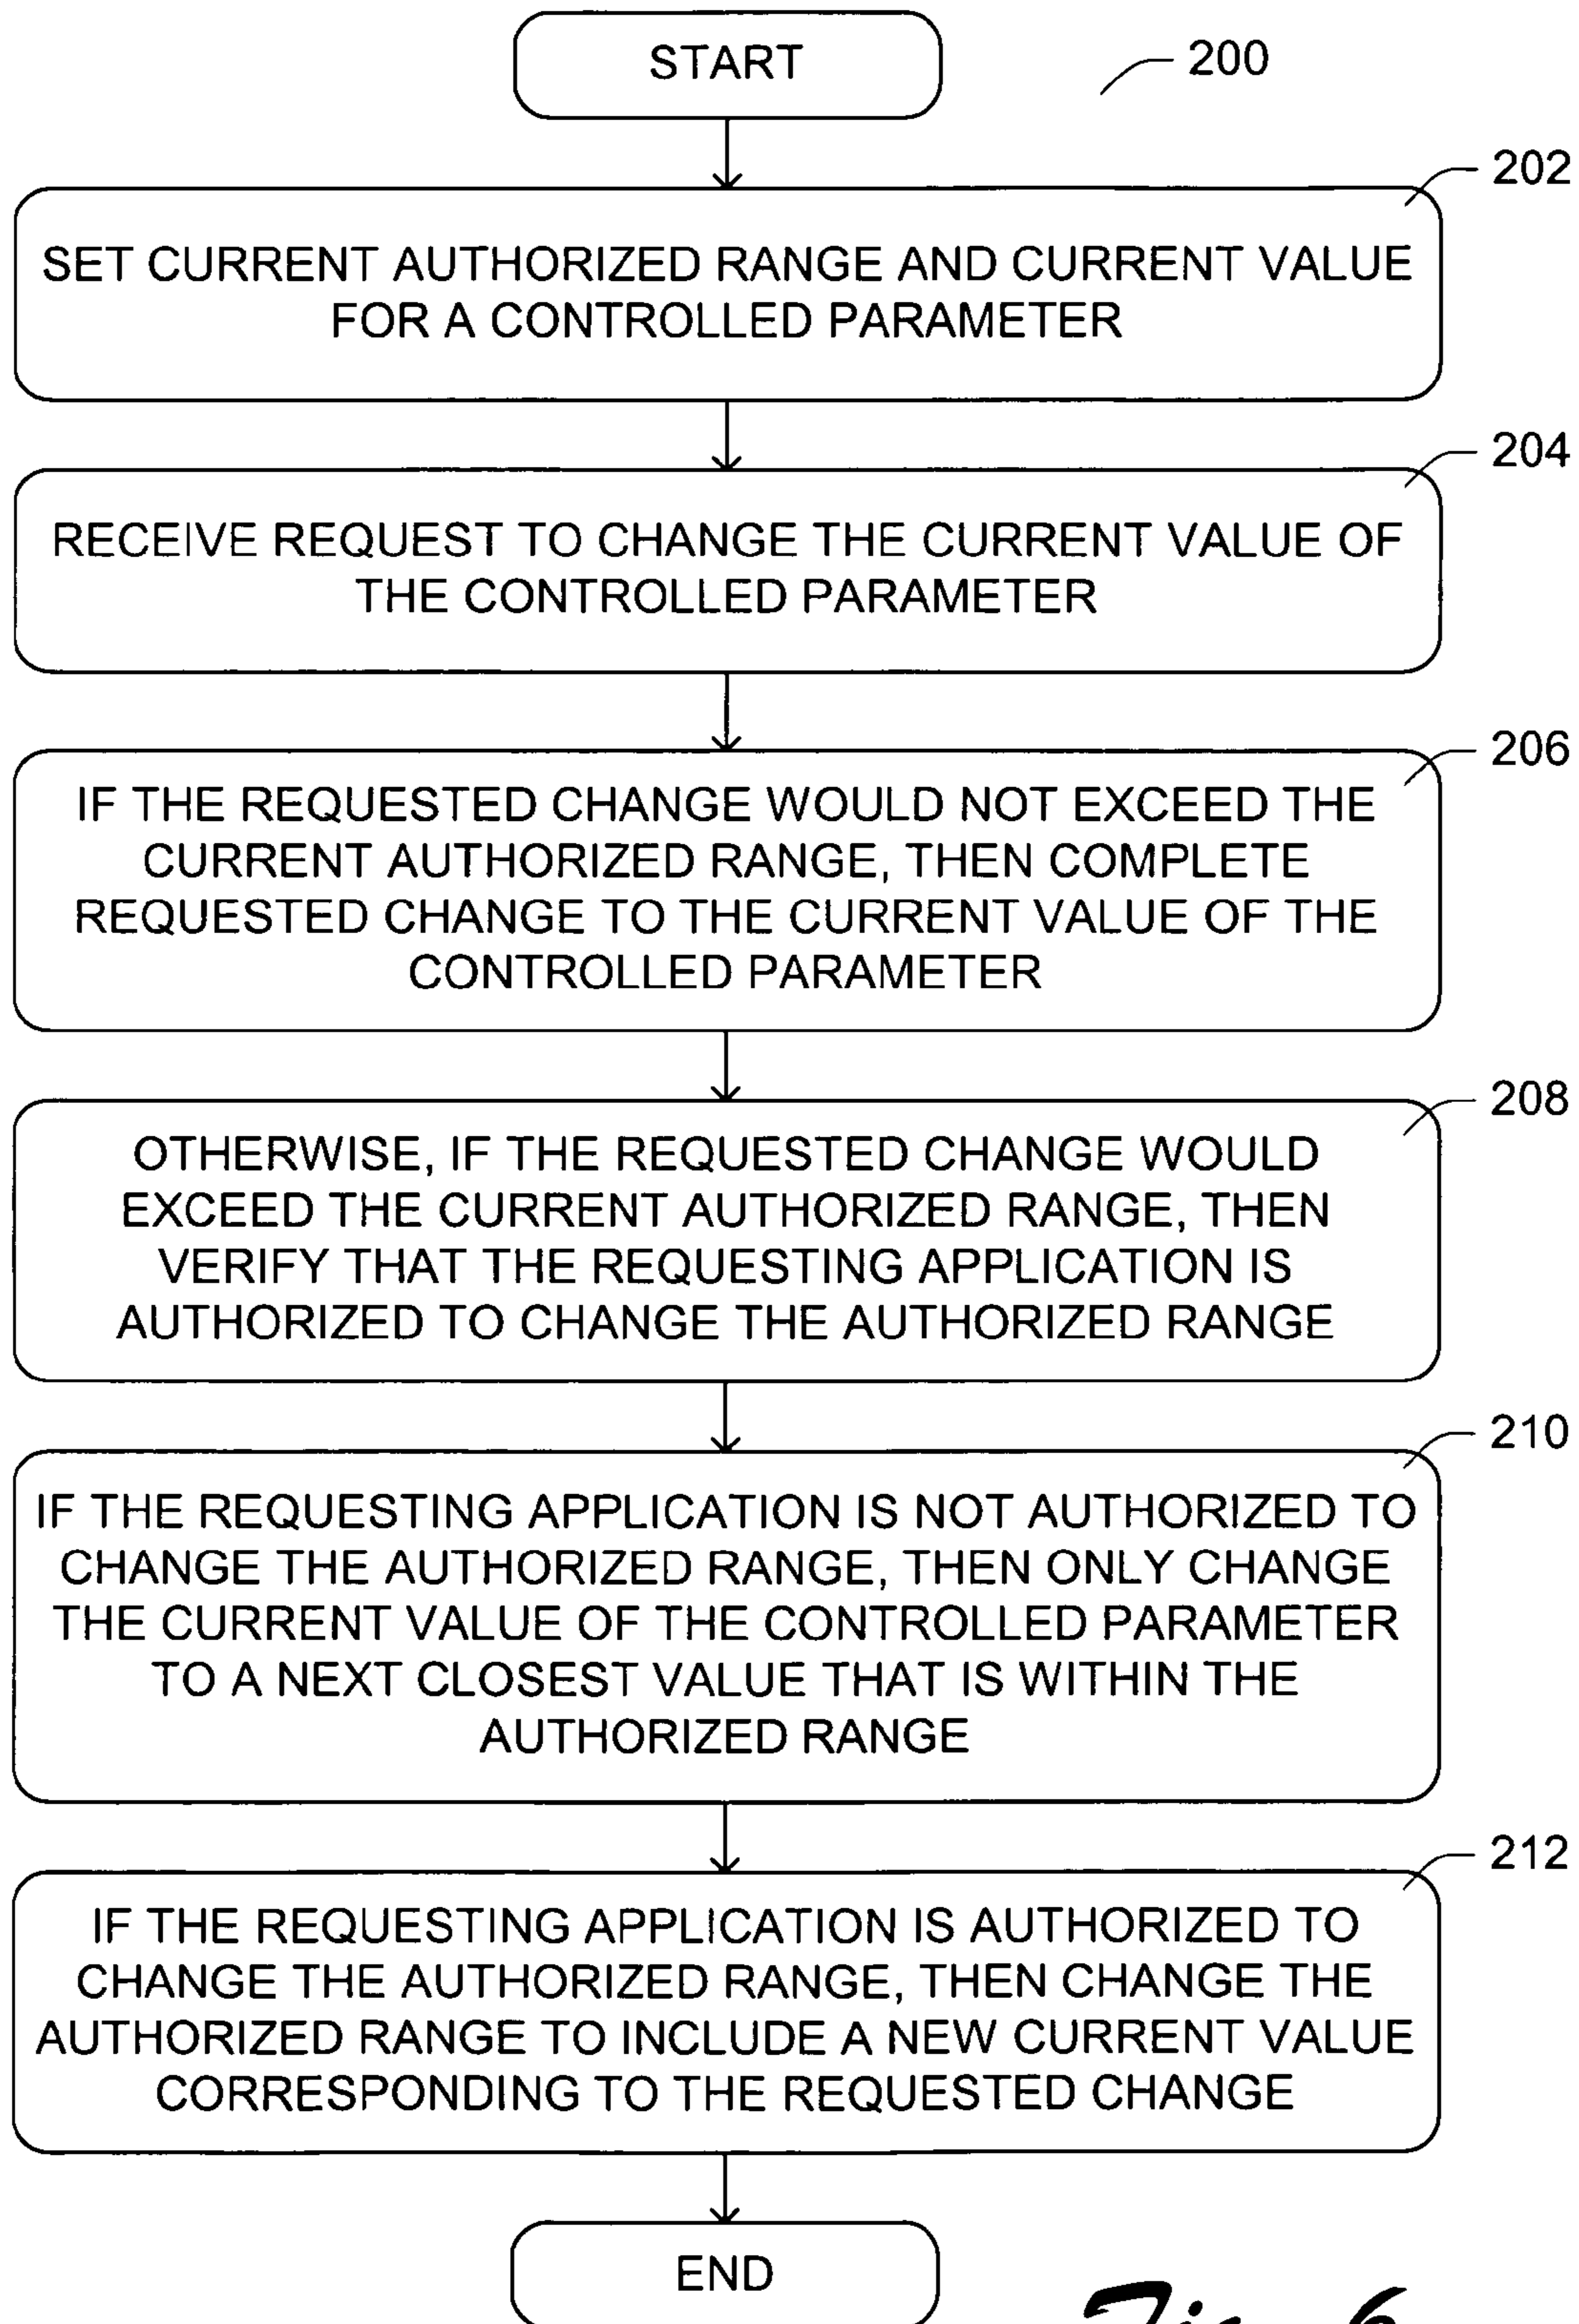 START
200
202
SET CURRENT AUTHORIZED RANGE AND CURRENT VALUE
FOR A CONTROLLED PARAMETER
204
RECEIVE REQUEST TO CHANGE THE CURRENT VALUE OF
THE CONTROLLED PARAMETER
206
IF THE REQUESTED CHANGE WOULD NOT EXCEED THE
CURRENT AUTHORIZED RANGE, THEN COMPLETE
REQUESTED CHANGE TO THE CURRENT VALUE OF THE
CONTROLLED PARAMETER
208
OTHERWISE, IF THE REQUESTED CHANGE WOULD
EXCEED THE CURRENT AUTHORIZED RANGE, THEN
VERIFY THAT THE REQUESTING APPLICATION IS
AUTHORIZED TO CHANGE THE AUTHORIZED RANGE
210
IF THE REQUESTING APPLICATION IS NOT AUTHORIZED TO
CHANGE THE AUTHORIZED RANGE, THEN ONLY CHANGE
THE CURRENT VALUE OF THE CONTROLLED PARAMETER
TO A NEXT CLOSEST VALUE THAT IS WITHIN THE
AUTHORIZED RANGE
212
IF THE REQUESTING APPLICATION IS AUTHORIZED TO
CHANGE THE AUTHORIZED RANGE, THEN CHANGE THE
AUTHORIZED RANGE TO INCLUDE A NEW CURRENT VALUE
CORRESPONDING TO THE REQUESTED CHANGE
END
Fig. 6